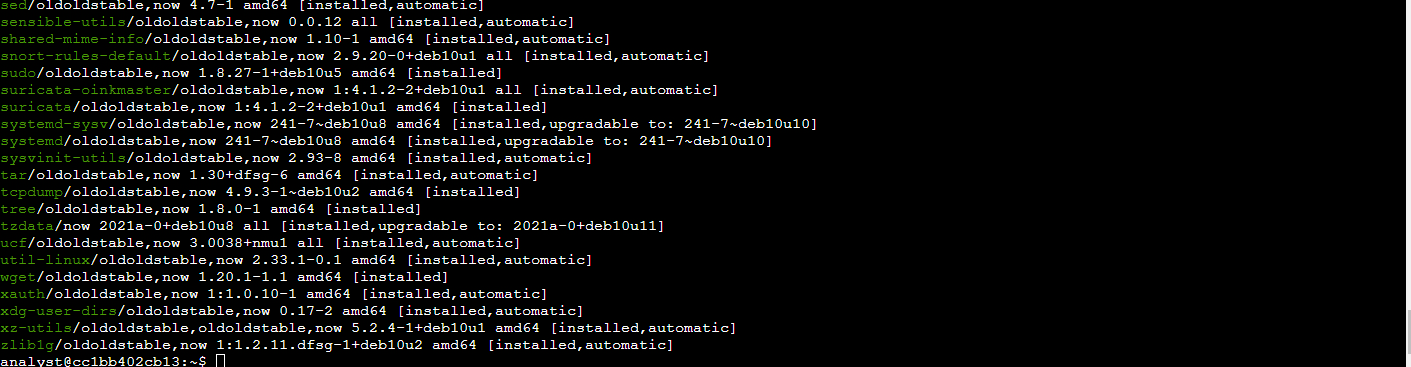 sed/oldoldstable,now 4.7-1 amd64 [installed,automatic]
sensible-utils/oldoldstable,now 0.0.12 all [installed,automatic]
shared-mime-info/oldoldstable,now 1.10-1 amd64 [installed,automatic]
snort-rules-default/oldoldstable,now 2.9.20-0+deb10u1 all [installed,automatic]
sudo/oldoldstable,now 1.8.27-1+deb10u5 amd64 [installed]
suricata-oinkmaster/oldoldstable,now 1:4.1.2-2+deb10u1 all [installed,automatic]
suricata/oldoldstable,now 1:4.1.2-2+deb10u1 amd64 [installed]
systemd-sysv/oldoldstable,now 241-7~deb10u8 amd64 [installed,upgradable to: 241-7~deb10u10]
systemd/oldoldstable,now 241-7~deb10u8 amd64 [installed,upgradable to: 241-7~deb10u10]
sysvinit-utils/oldoldstable,now 2.93-8 amd64 [installed,automatic]
tar/oldoldstable,now 1.30+dfsg-6 amd64 [installed,automatic]
tcpdump/oldoldstable,now 4.9.3-1~deb10u2 amd64 [installed]
tree/oldoldstable,now 1.8.0-1 amd64 [installed]
tzdata/now 2021a-0+deb10u8 all [installed,upgradable to: 2021a-0+deb10u11]
ucf/oldoldstable,now 3.0038+nmu1 all [installed,automatic]
util-linux/oldoldstable,now 2.33.1-0.1 amd64 [installed,automatic]
wget/oldoldstable,now 1.20.1-1.1 amd64 [installed]
xauth/oldoldstable,now 1:1.0.10-1 amd64 [installed,automatic]
xdg-user-dirs/oldoldstable,now 0.17-2 amd64 [installed,automatic]
xz-utils/oldoldstable,oldoldstable,now 5.2.4-1+deb10u1 amd64 [installed,automatic]
zlib1g/oldoldstable,now 1:1.2.11.dfsg-1+deb10u2 amd64 [installed,automatic]
analyst@cc1bb402cb13:~$